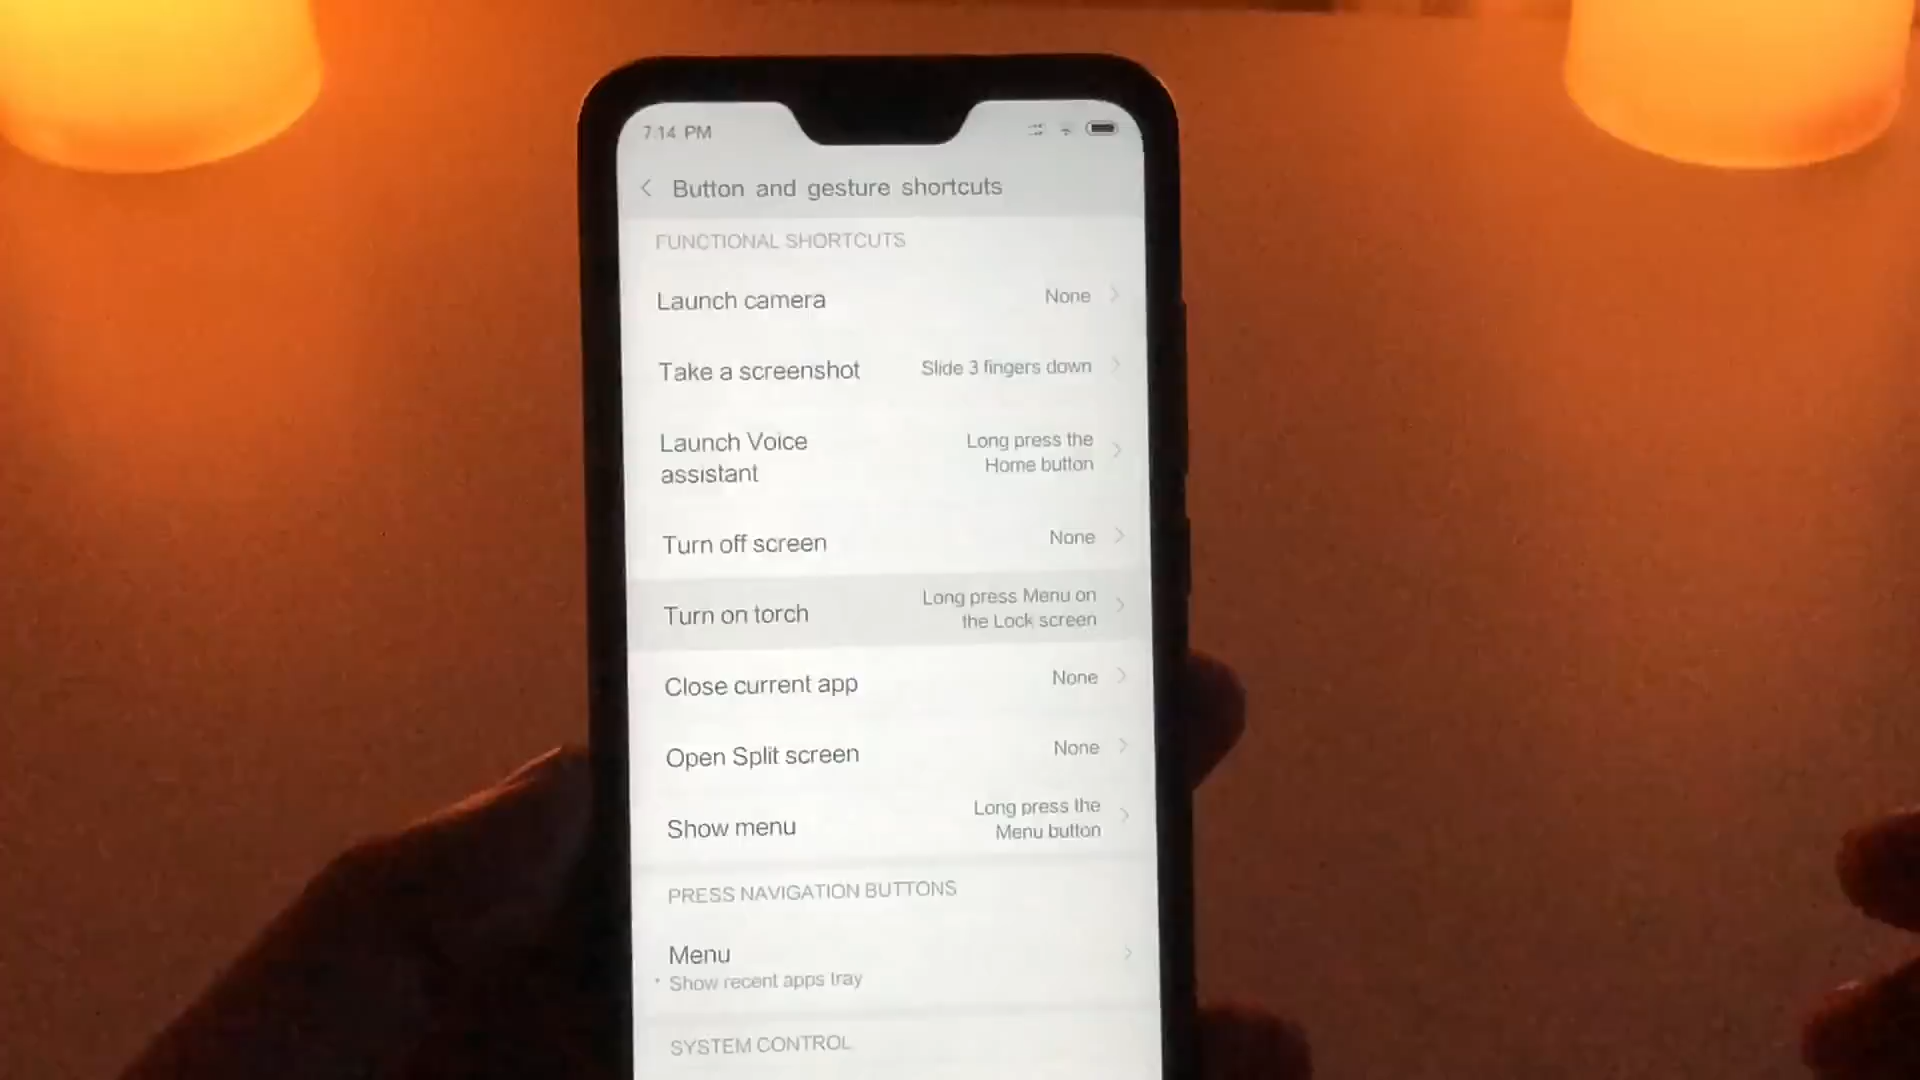 7:14 PM
Button and gesture shortcuts
FUNCTIONAL SHORTCUTS
Launch camera
None
Take a screenshot
Slide 3 fingers down
Launch Voice
assistant
Long press the
Home button
Turn off screen
None
Turn on torch
Long press Menu on
the Lock screen
Close current app
None
Open Split screen
None
Show menu
Long press the
Menu button
PRESS NAVIGATION BUTTONS
Menu
Show recent apps tray
SYSTEM CONTROL